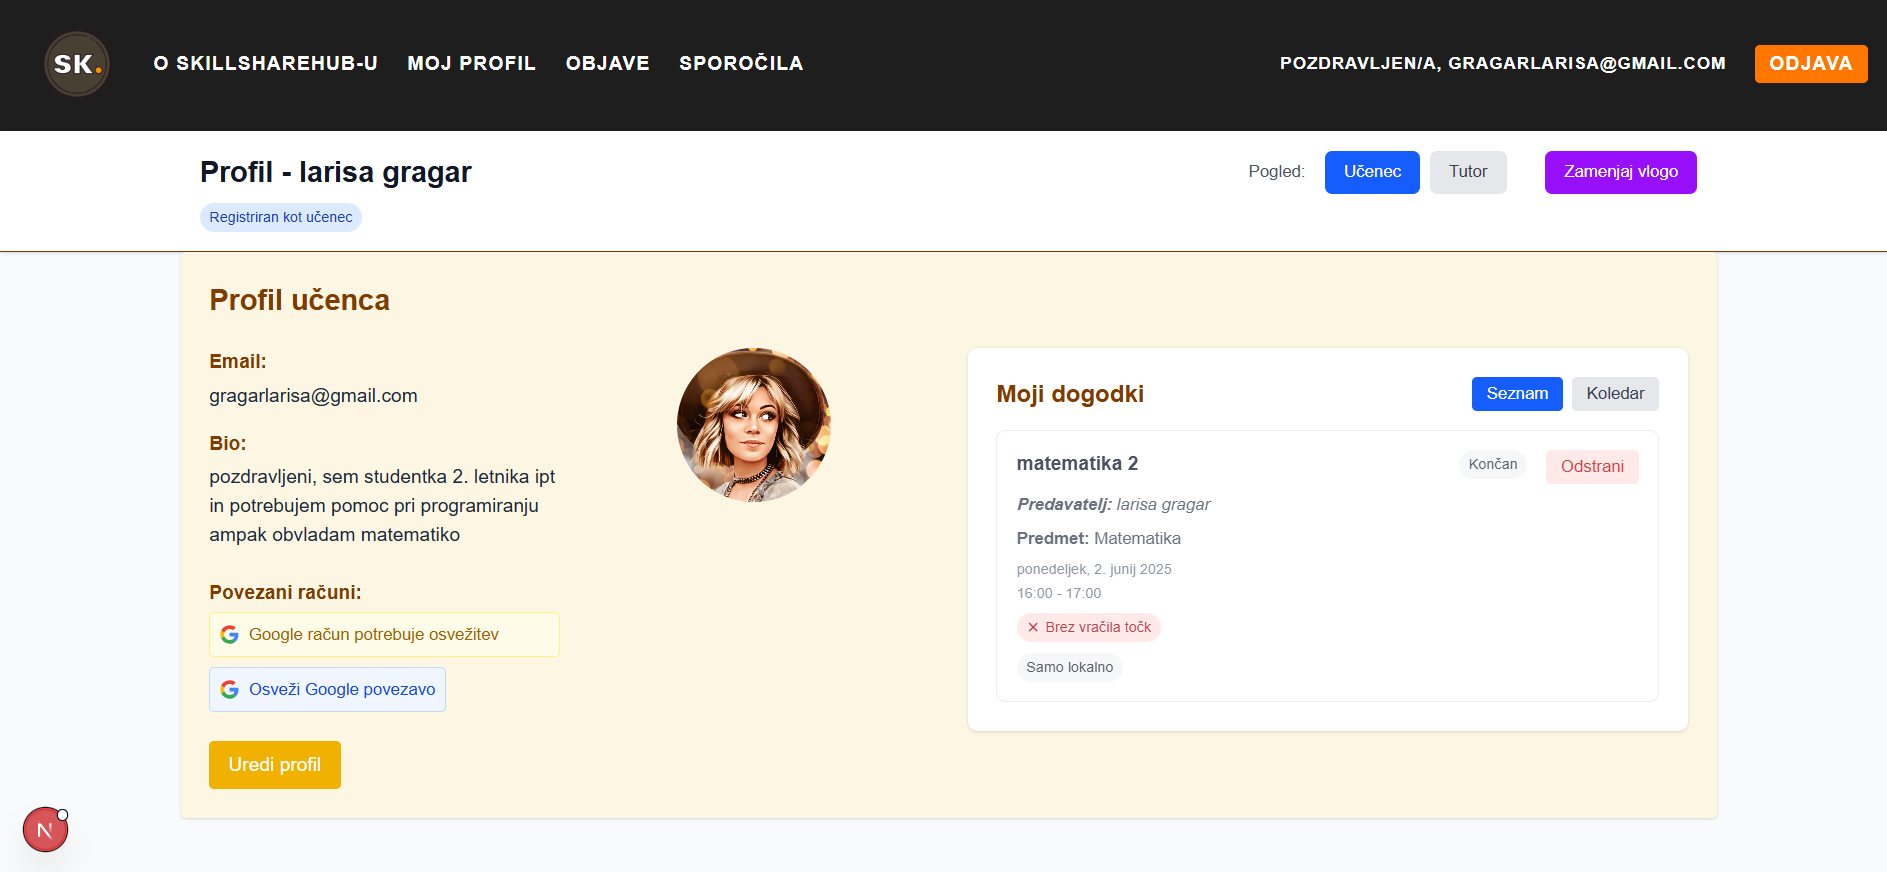 SK.
O SKILLSHAREHUB-U
MOJ PROFIL
OBJAVE
SPOROČILA
POZDRAVLJEN/A, GRAGARLARISA@GMAIL.COM
ODJAVA
Profil - larisa gragar
Registriran kot učenec
Pogled:
Učenec
Tutor
Zamenjaj vlogo
Profil učenca
Email:
gragarlarisa@gmail.com
Bio:
pozdravljeni, sem studentka 2. letnika ipt
in potrebujem pomoc pri programiranju
ampak obvladam matematiko
Povezani računi:
Google račun potrebuje osvežitev
Osveži Google povezavo
Uredi profil
Moji dogodki
Seznam
Koledar
matematika 2
Končan
Odstrani
Predavatelj: larisa gragar
Predmet: Matematika
ponedeljek, 2. junij 2025
16:00 - 17:00
✕ Brez vračila točk
Samo lokalno
N